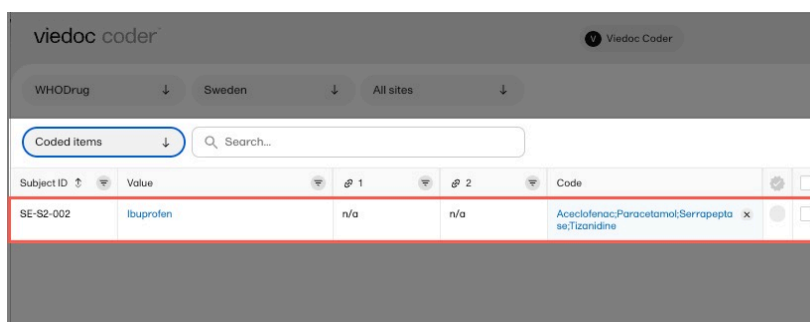 viedoc coder
V Viedoc Coder
WHODrug ↓ Sweden ↓ All sites ↓
Coded items ↓ Search...
Subject ID Value 1 2 Code
SE-S2-002 Ibuprofen n/a n/a Aceclofenac;Paracetamol;Serrapepta
se;Tizanidine